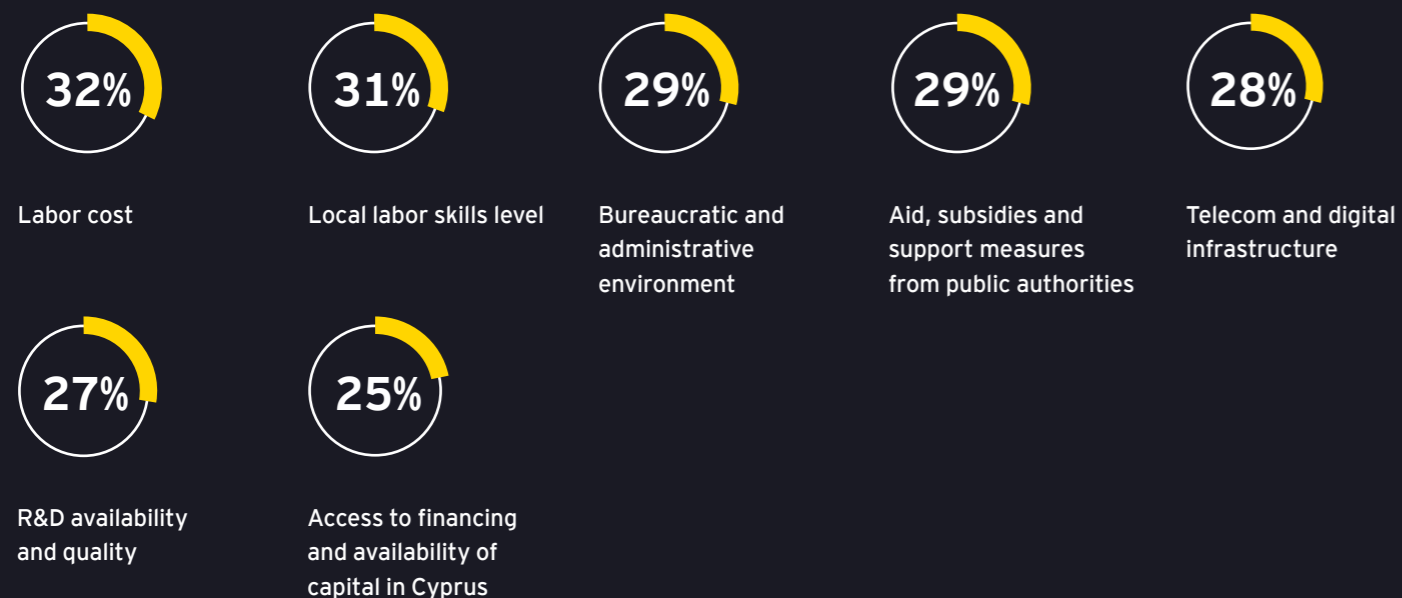 32%
31%
29%
29%
28%
Labor cost
Local labor skills level
Bureaucratic and
administrative
environment
Aid, subsidies and
support measures
from public authorities
Telecom and digital
infrastructure
27%
25%
R&D availability
and quality
Access to financing
and availability of
capital in Cyprus